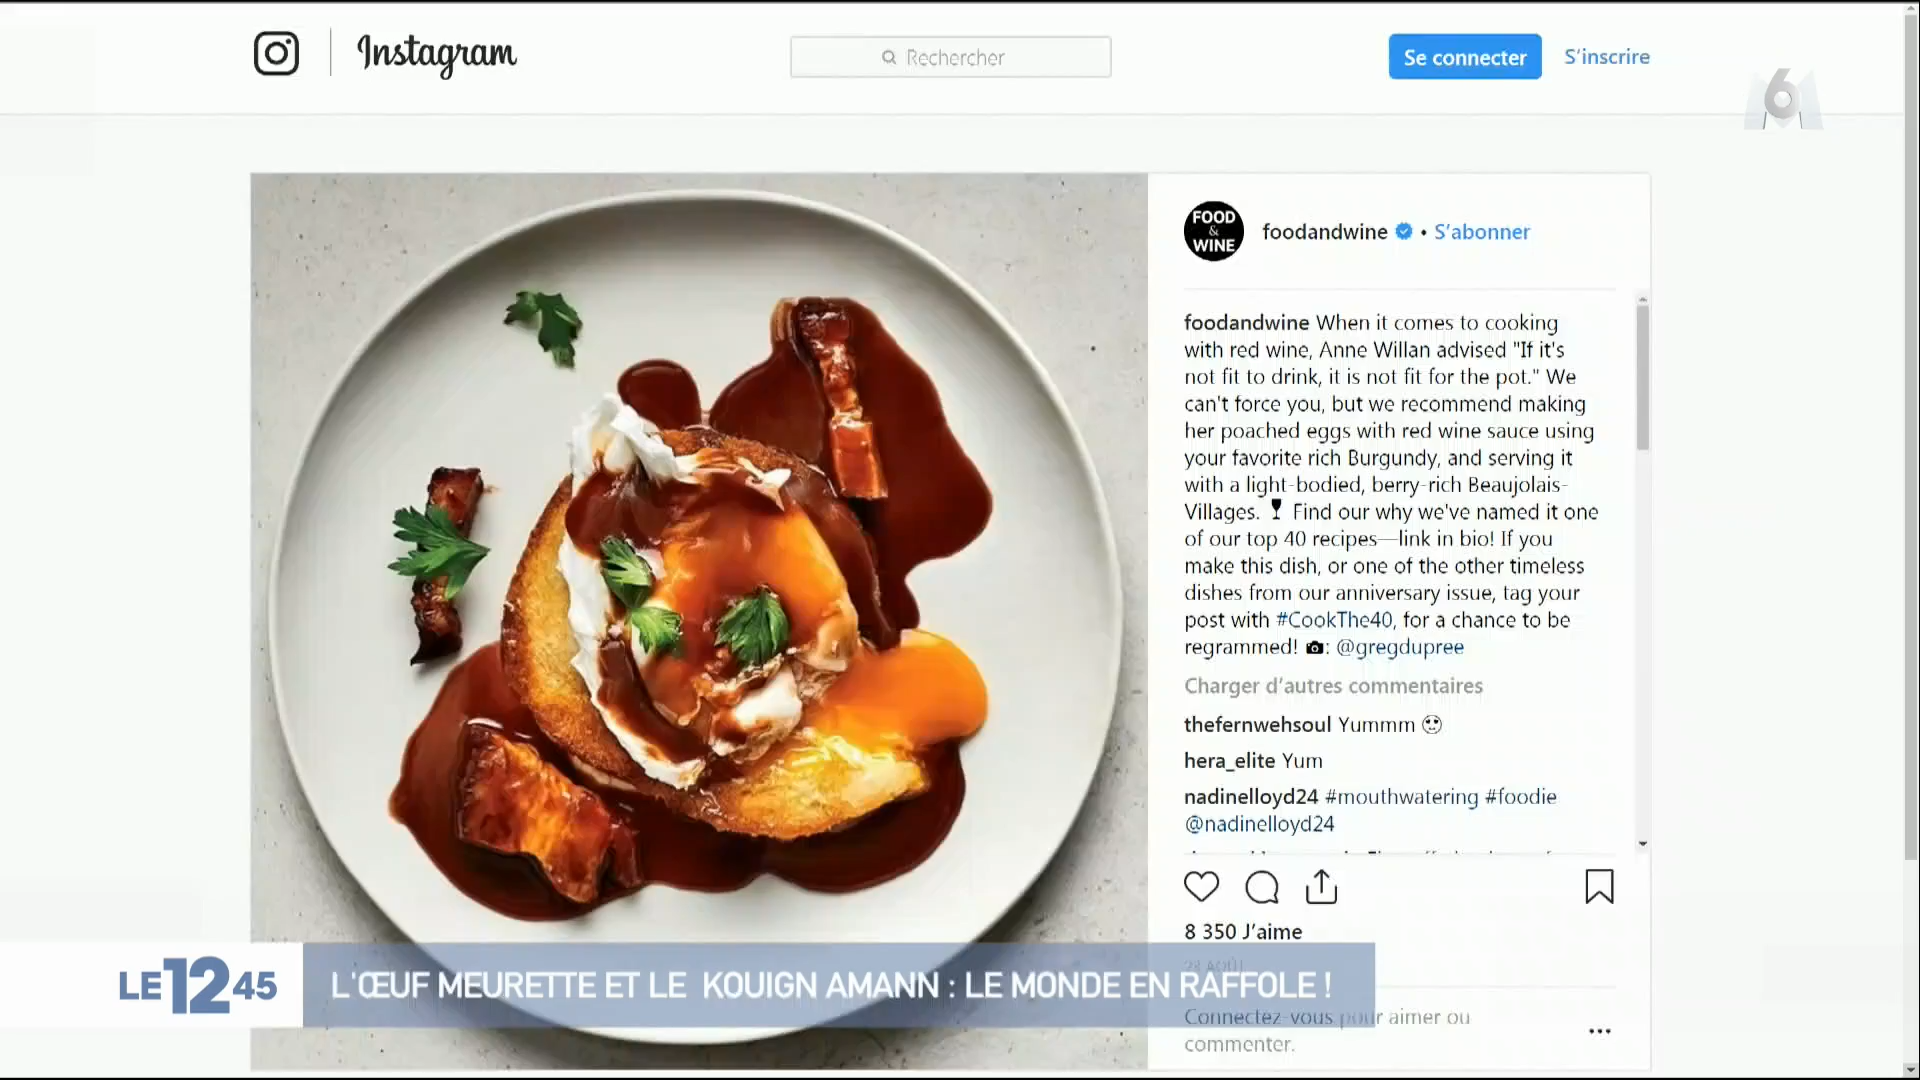 Instagram
Rechercher
Se connecter
S'inscrire
M6
FOOD
&
WINE
foodandwine • S'abonner
foodandwine When it comes to cooking
with red wine, Anne Willan advised "If it's
not fit to drink, it is not fit for the pot." We
can't force you, but we recommend making
her poached eggs with red wine sauce using
your favorite rich Burgundy, and serving it
with a light-bodied, berry-rich Beaujolais-
Villages. 🍷 Find our why we've named it one
of our top 40 recipes—link in bio! If you
make this dish, or one of the other timeless
dishes from our anniversary issue, tag your
post with #CookThe40, for a chance to be
regrammed! 📷: @gregdupree
Charger d'autres commentaires
thefernwehsoul Yummm 🙄
hera_elite Yum
nadinelloyd24 #mouthwatering #foodie
@nadinelloyd24
8 350 J'aime
23 AOÛT
LE 12 45
L'ŒUF MEURETTE ET LE KOUIGN AMANN : LE MONDE EN RAFFOLE !
Connectez-vous pour aimer ou
commenter.